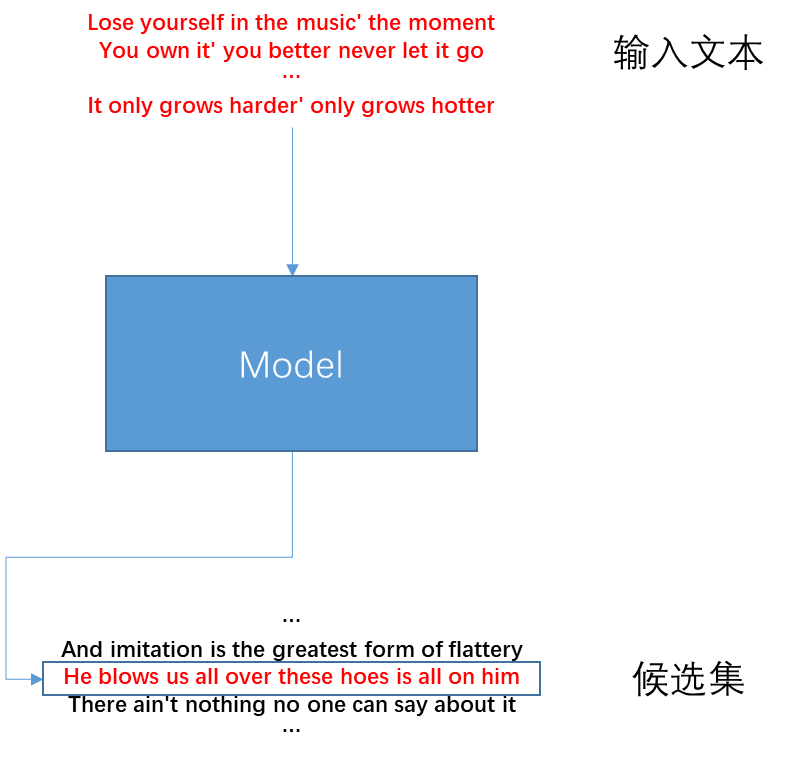 Lose yourself in the music' the moment
You own it' you better never let it go
...
It only grows harder' only grows hotter
输入文本
Model
...
And imitation is the greatest form of flattery
He blows us all over these hoes is all on him
There ain't nothing no one can say about it
...
候选集